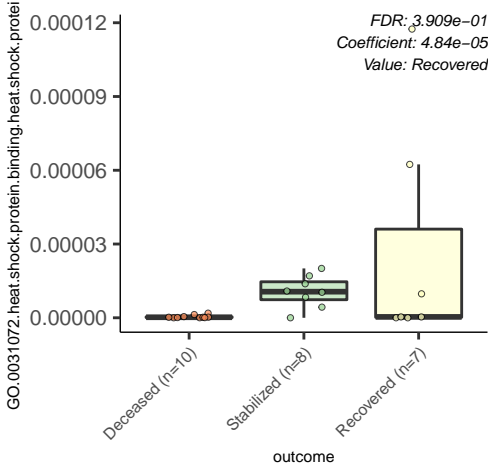 FDR: 3.909e−01
Coefficient: 4.84e−05
Value: Recovered
GO.0031072.heat.shock.protein.binding.heat.shock.protei
0.00012
0.00009
0.00006
0.00003
0.00000
Deceased (n=10)
Stabilized (n=8)
Recovered (n=7)
outcome